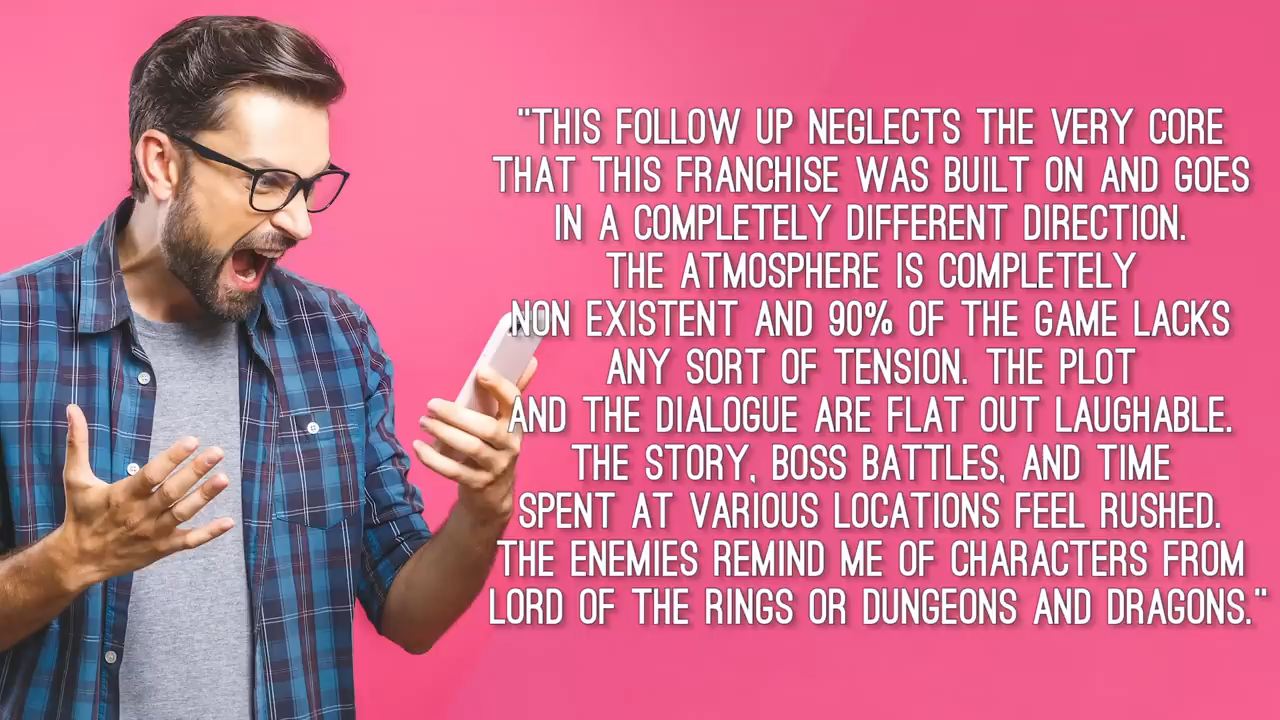 "THIS FOLLOW UP NEGLECTS THE VERY CORE
THAT THIS FRANCHISE WAS BUILT ON AND GOES
IN A COMPLETELY DIFFERENT DIRECTION.
THE ATMOSPHERE IS COMPLETELY
NON EXISTENT AND 90% OF THE GAME LACKS
ANY SORT OF TENSION. THE PLOT
AND THE DIALOGUE ARE FLAT OUT LAUGHABLE.
THE STORY, BOSS BATTLES, AND TIME
SPENT AT VARIOUS LOCATIONS FEEL RUSHED.
THE ENEMIES REMIND ME OF CHARACTERS FROM
LORD OF THE RINGS OR DUNGEONS AND DRAGONS."